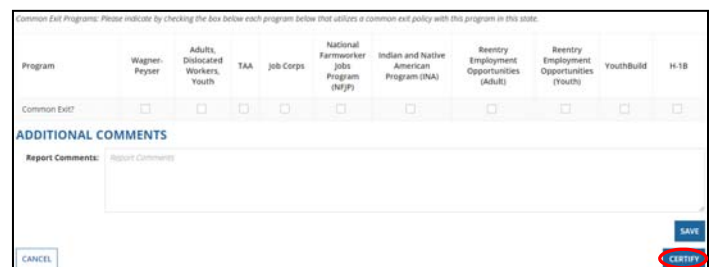 Common Exit Programs: Please indicate by checking the box below each program below that utilizes a common exit policy with this program in this state.
Program
Wagner-
Peyser
Adults,
Dislocated
Workers,
Youth
TAA
Job Corps
National
Farmworker
Jobs
Program
(NFJP)
Indian and Native
American
Program (INA)
Reentry
Employment
Opportunities
(Adult)
Reentry
Employment
Opportunities
(Youth)
YouthBuild
H-1B
Common Exit?
ADDITIONAL COMMENTS
Report Comments: Report Comments
SAVE
CANCEL
CERTIFY